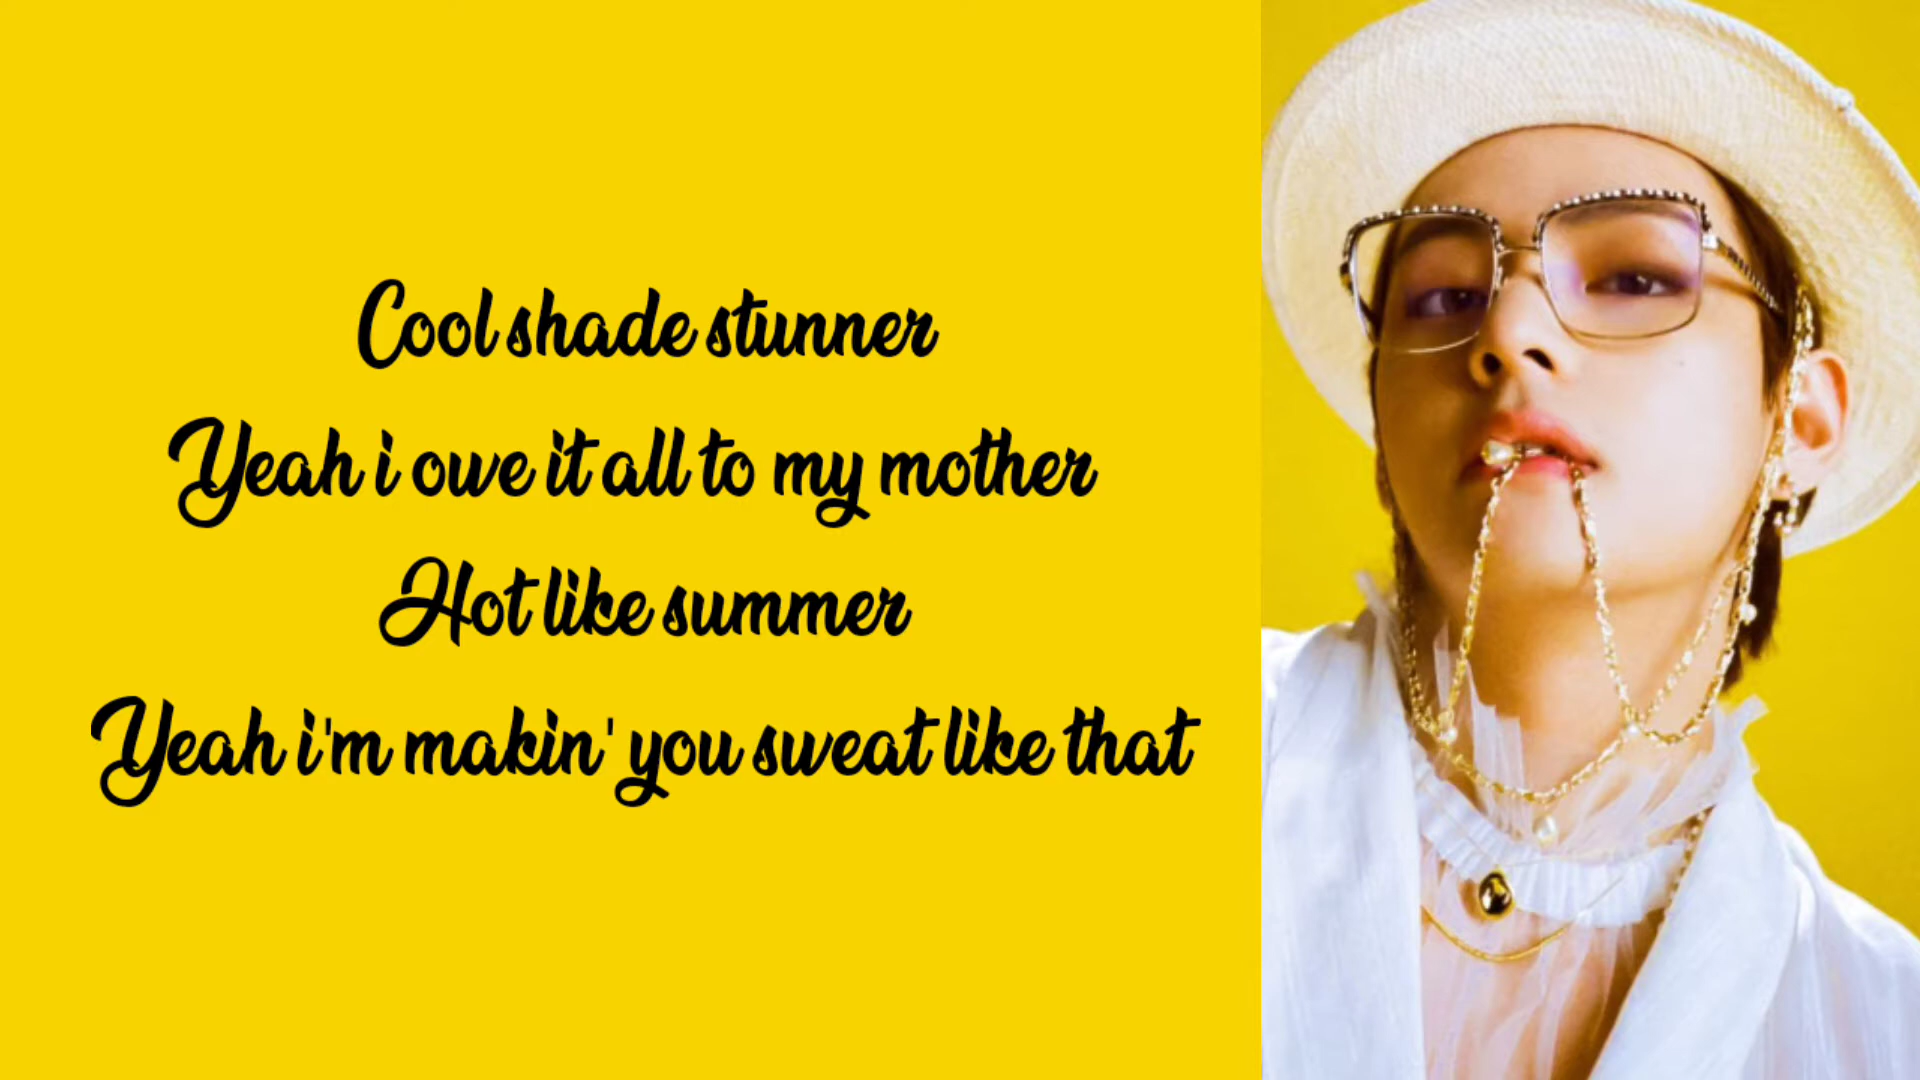 Cool shade stunner
Yeah i owe it all to my mother
Hot like summer
Yeah i'm makin' you sweat like that